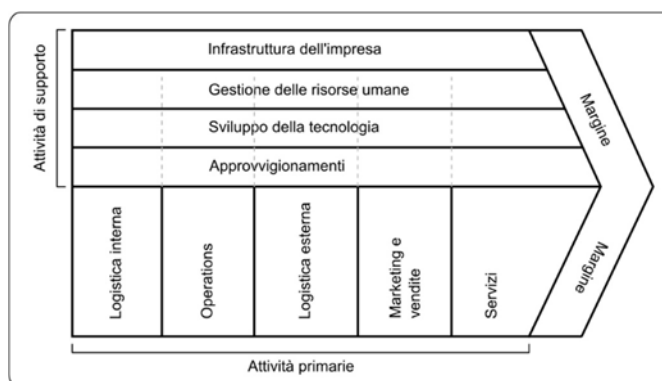 Attività di supporto
Infrastruttura dell'impresa
Gestione delle risorse umane
Sviluppo della tecnologia
Approvvigionamenti
Margine
Logistica interna
Operations
Logistica esterna
Marketing e
vendite
Servizi
Margine
Attività primarie